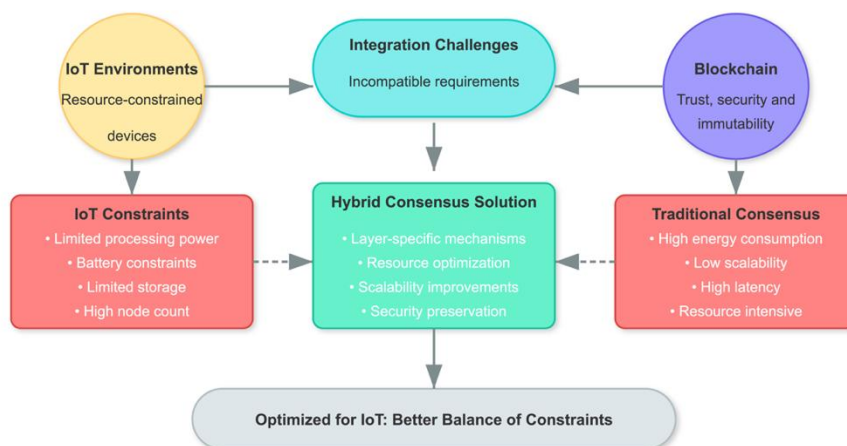 IoT Environments
Resource-constrained
devices
Integration Challenges
Incompatible requirements
Blockchain
Trust, security and
immutability
IoT Constraints
• Limited processing power
• Battery constraints
• Limited storage
• High node count
Hybrid Consensus Solution
• Layer-specific mechanisms
• Resource optimization
• Scalability improvements
• Security preservation
Traditional Consensus
• High energy consumption
• Low scalability
• High latency
• Resource intensive
Optimized for IoT: Better Balance of Constraints